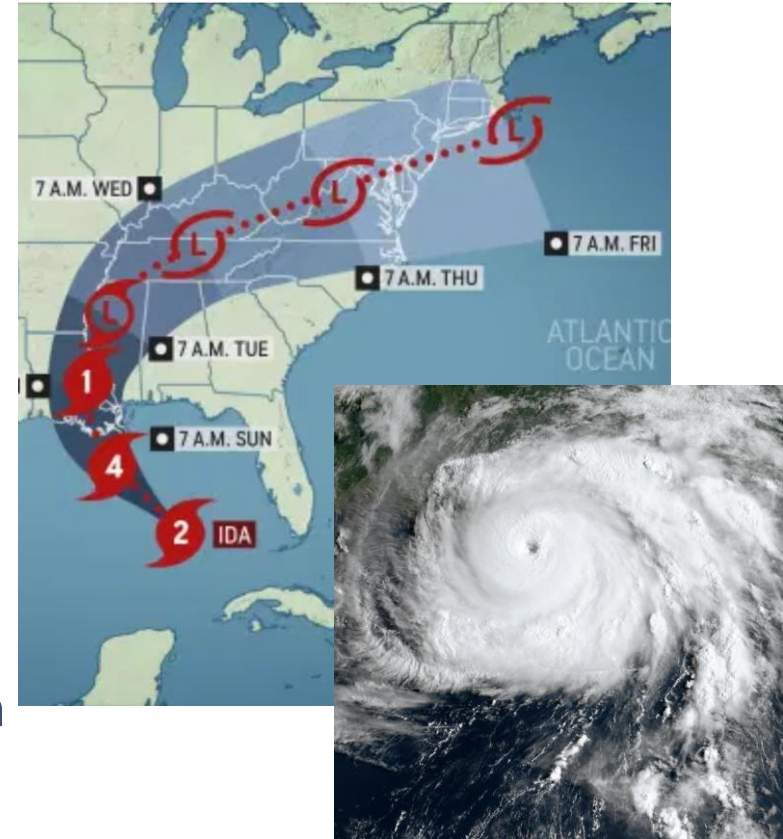 L
7 A.M. WED
L
L
7 A.M. FRI
7 A.M. THU
L
ATLANTIC
OCEAN
7 A.M. TUE
1
7 A.M. SUN
4
2 IDA